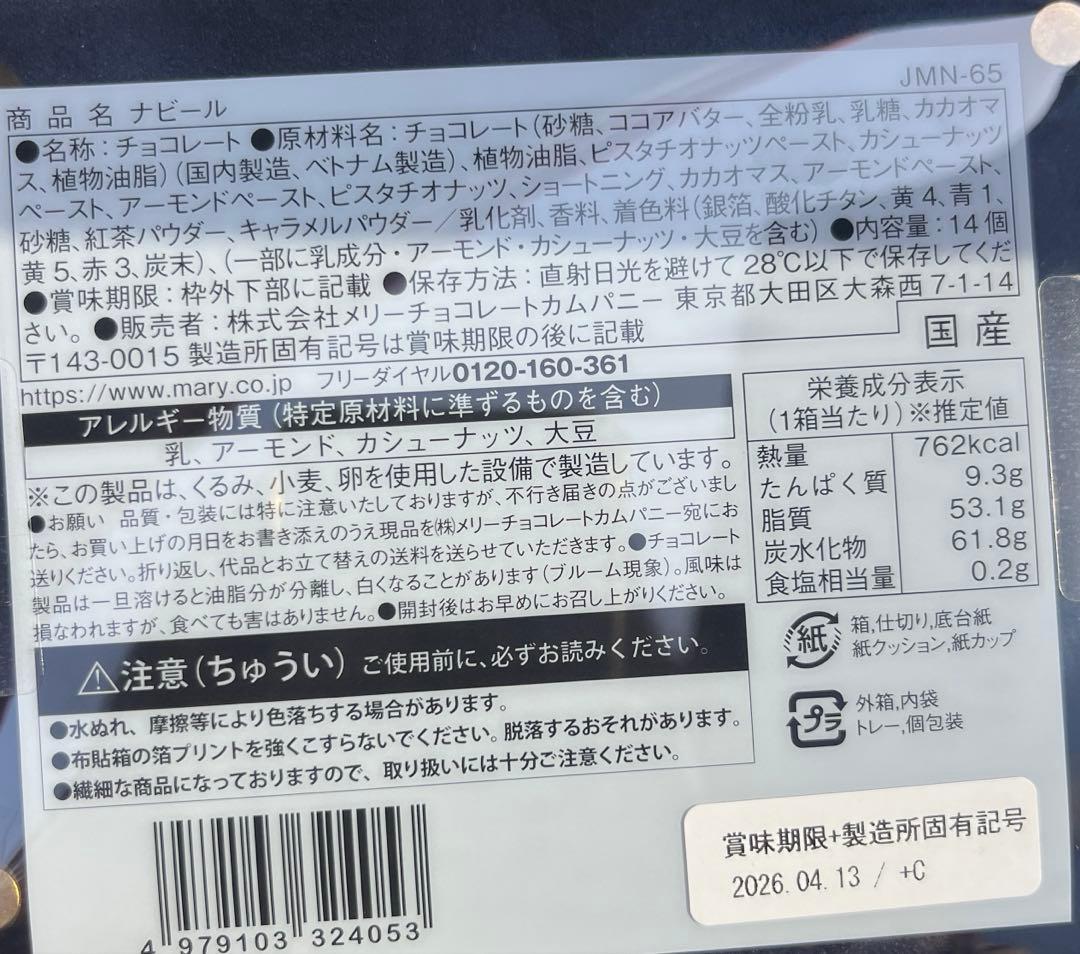 JMN-65
商品名 ナビール
●名称：チョコレート ●原材料名：チョコレート（砂糖、ココアバター、全粉乳、乳糖、カカオマ
ス、植物油脂）（国内製造、ベトナム製造）、植物油脂、ピスタチオナッツペースト、カシューナッツ
ペースト、アーモンドペースト、ピスタチオナッツ、ショートニング、カカオマス、アーモンドペースト、
砂糖、紅茶パウダー、キャラメルパウダー／乳化剤、香料、着色料（銀箔、酸化チタン、黄4、青1、
黄5、赤3、炭末）、（一部に乳成分・アーモンド・カシューナッツ・大豆を含む） ●内容量：14個
●賞味期限：枠外下部に記載 ●保存方法：直射日光を避けて28℃以下で保存してくだ
さい。 ●販売者：株式会社メリーチョコレートカムパニー 東京都大田区大森西7-1-14
〒143-0015 製造所固有記号は賞味期限の後に記載
国産
https://www.mary.co.jp フリーダイヤル0120-160-361
アレルギー物質（特定原材料に準ずるものを含む）
乳、アーモンド、カシューナッツ、大豆
※この製品は、くるみ、小麦、卵を使用した設備で製造しています。
●お願い 品質・包装には特に注意いたしておりますが、不行き届きの点がございまし
たら、お買い上げの月日をお書き添えのうえ現品を㈱メリーチョコレートカムパニー宛にお
送りください。折り返し、代品とお立て替えの送料を送らせていただきます。●チョコレート
製品は一旦溶けると油脂分が分離し、白くなることがあります（ブルーム現象）。風味は
損なわれますが、食べても害はありません。●開封後はお早めにお召し上がりください。
栄養成分表示
（1箱当たり）※推定値
熱量 762kcal
たんぱく質 9.3g
脂質 53.1g
炭水化物 61.8g
食塩相当量 0.2g
紙 箱,仕切り,底台紙
紙クッション,紙カップ
プラ 外箱,内袋
トレー,個包装
⚠注意（ちゅうい） ご使用前に、必ずお読みください。
●水ぬれ、摩擦等により色落ちする場合があります。
●布貼箱の箔プリントを強くこすらないでください。脱落するおそれがあります。
●繊細な商品になっておりますので、取り扱いには十分ご注意ください。
4 979103 324053
賞味期限+製造所固有記号
2026.04.13 / +C